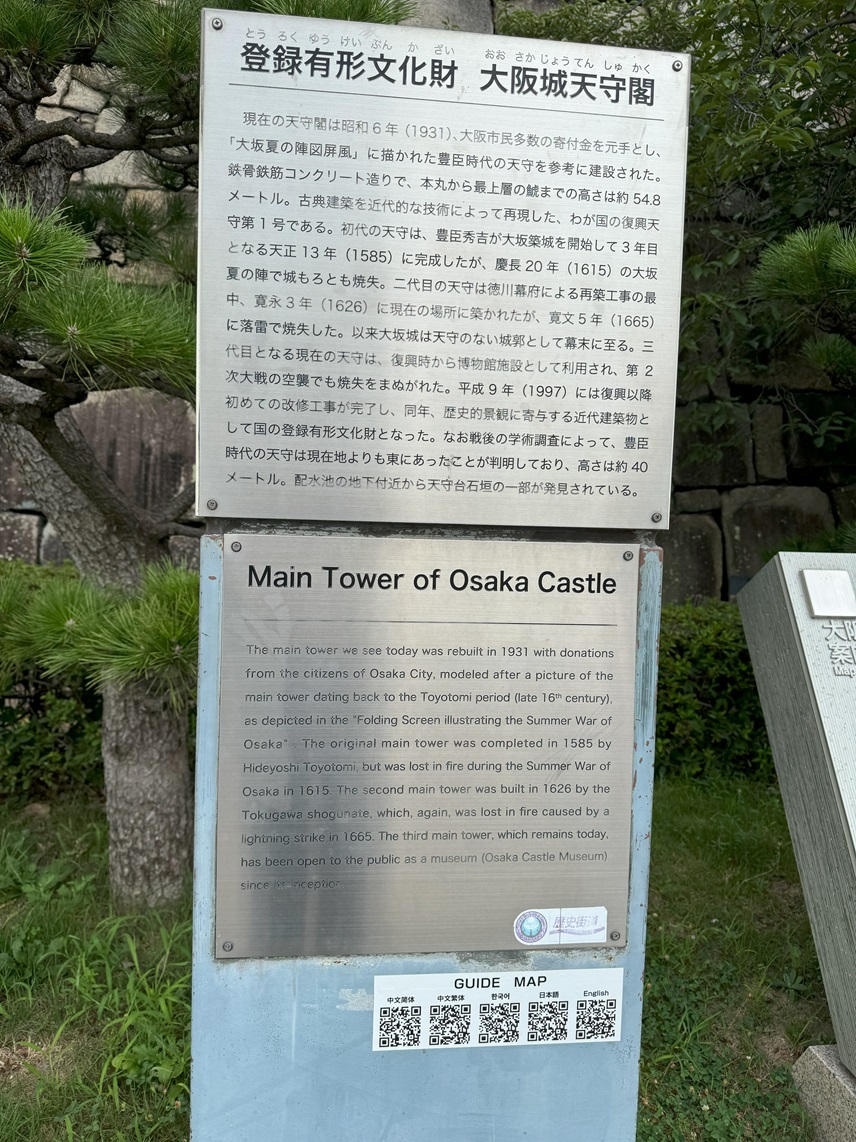 とうろくゆうけいぶんかざい おおさかじょうてんしゅかく
登録有形文化財 大阪城天守閣
現在の天守閣は昭和6年（1931）、大阪市民多数の寄付金を元手とし、
「大坂夏の陣図屏風」に描かれた豊臣時代の天守を参考に建設された。
鉄骨鉄筋コンクリート造りで、本丸から最上層の鯱までの高さは約54.8
メートル。古典建築を近代的な技術によって再現した、わが国の復興天
守第1号である。初代の天守は、豊臣秀吉が大坂築城を開始して3年目
となる天正13年（1585）に完成したが、慶長20年（1615）の大坂
夏の陣で城もろとも焼失。二代目の天守は徳川幕府による再築工事の最
中、寛永3年（1626）に現在の場所に築かれたが、寛文5年（1665）
に落雷で焼失した。以来大坂城は天守のない城郭として幕末に至る。三
代目となる現在の天守は、復興時から博物館施設として利用され、第2
次大戦の空襲でも焼失をまぬがれた。平成9年（1997）には復興以降
初めての改修工事が完了し、同年、歴史的景観に寄与する近代建築物と
して国の登録有形文化財となった。なお戦後の学術調査によって、豊臣
時代の天守は現在地よりも東にあったことが判明しており、高さは約40
メートル。配水池の地下付近から天守台石垣の一部が発見されている。
Main Tower of Osaka Castle
The main tower we see today was rebuilt in 1931 with donations
from the citizens of Osaka City, modeled after a picture of the
main tower dating back to the Toyotomi period (late 16th century),
as depicted in the "Folding Screen illustrating the Summer War of
Osaka" . The original main tower was completed in 1585 by
Hideyoshi Toyotomi, but was lost in fire during the Summer War of
Osaka in 1615. The second main tower was built in 1626 by the
Tokugawa shogunate, which, again, was lost in fire caused by a
lightning strike in 1665. The third main tower, which remains today,
has been open to the public as a museum (Osaka Castle Museum)
since its inception.
歴史街道
GUIDE MAP
中文简体 中文繁体 한국어 日本語 English
大阪
案内
Map